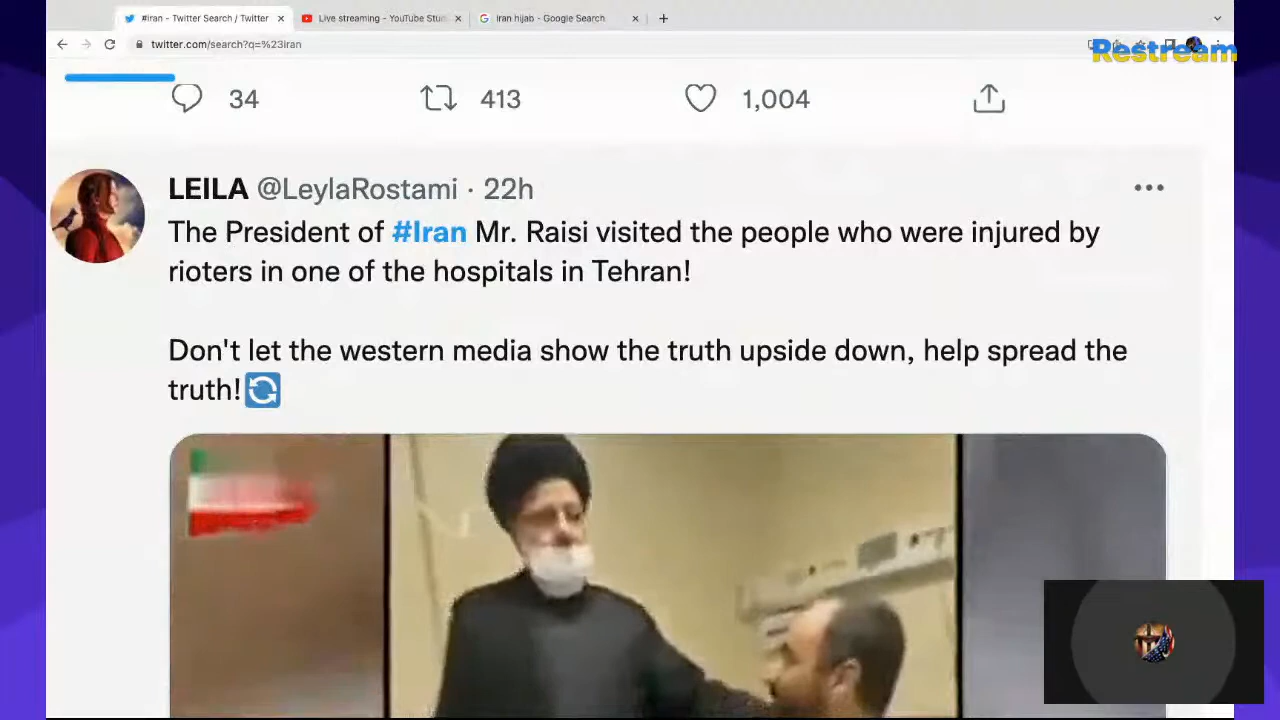 #Iran - Twitter Search / Twitter
Live streaming - YouTube Stu
Iran hijab - Google Search
twitter.com/search?q=%23Iran
Restream
34
413
1,004
LEILA @LeylaRostami · 22h
The President of #Iran Mr. Raisi visited the people who were injured by
rioters in one of the hospitals in Tehran!
Don't let the western media show the truth upside down, help spread the
truth!